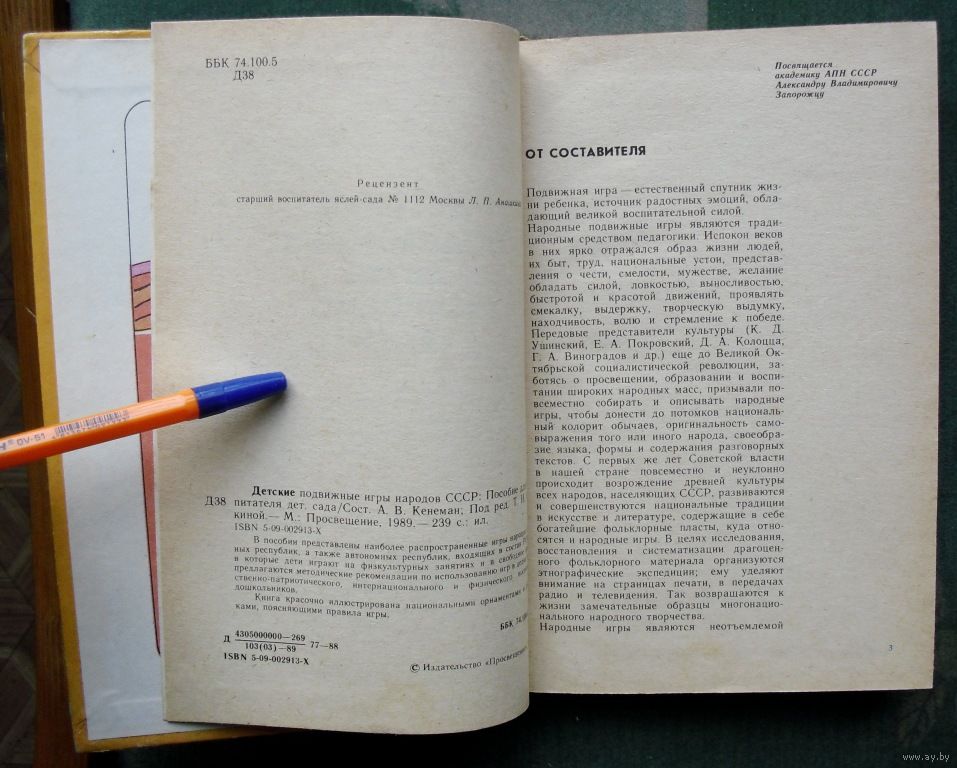 ББК 74.100.5
Д38
Рецензент
старший воспитатель яслей-сада № 1112 Москвы Л. П.
Детские подвижные игры народов СССР: Пособие для
Д38 питателя дет. сада/Сост. А. В. Кенеман; Под ред. Т. И.
киной.— М.: Просвещение, 1989.— 239 с.: ил.
ISBN 5-09-002913-X
В пособии представлены наиболее распространенные игры народов
ных республик, а также автономных республик, входящих в состав
в которые дети играют на физкультурных занятиях и в свободное
предлагаются методические рекомендации по использованию игр в
ственно-патриотического, интернационального и физического
дошкольников.
Книга красочно иллюстрирована национальными орнаментами и
ками, поясняющими правила игры.
Д 4305000000—269
103(03)—89
77—88
ББК 74.100
ISBN 5-09-002913-X
© Издательство «Просвещение»
Посвящается
академику АПН СССР
Александру Владимировичу
Запорожцу
ОТ СОСТАВИТЕЛЯ
Подвижная игра — естественный спутник жиз-
ни ребенка, источник радостных эмоций, обла-
дающий великой воспитательной силой.
Народные подвижные игры являются тради-
ционным средством педагогики. Испокон веков
в них ярко отражался образ жизни людей,
их быт, труд, национальные устои, представ-
ления о чести, смелости, мужестве, желание
обладать силой, ловкостью, выносливостью,
быстротой и красотой движений, проявлять
смекалку, выдержку, творческую выдумку,
находчивость, волю и стремление к победе.
Передовые представители культуры (К. Д.
Ушинский, Е. А. Покровский, Д. А. Колоцца,
Г. А. Виноградов и др.) еще до Великой Ок-
тябрьской социалистической революции, за-
ботясь о просвещении, образовании и воспи-
тании широких народных масс, призывали по-
всеместно собирать и описывать народные
игры, чтобы донести до потомков националь-
ный колорит обычаев, оригинальность само-
выражения того или иного народа, своеобра-
зие языка, формы и содержания разговорных
текстов. С первых же лет Советской власти
в нашей стране повсеместно и неуклонно
происходит возрождение древней культуры
всех народов, населяющих СССР, развиваются
и совершенствуются национальные традиции
в искусстве и литературе, содержащие в себе
богатейшие фольклорные пласты, куда отно-
сятся и народные игры. В целях исследования,
восстановления и систематизации драгоцен-
ного фольклорного материала организуются
этнографические экспедиции; ему уделяют
внимание на страницах печати, в передачах
радио и телевидения. Так возвращаются к
жизни замечательные образцы многонацио-
нального народного творчества.
Народные игры являются неотъемлемой
3
OV-51
www.ay.by